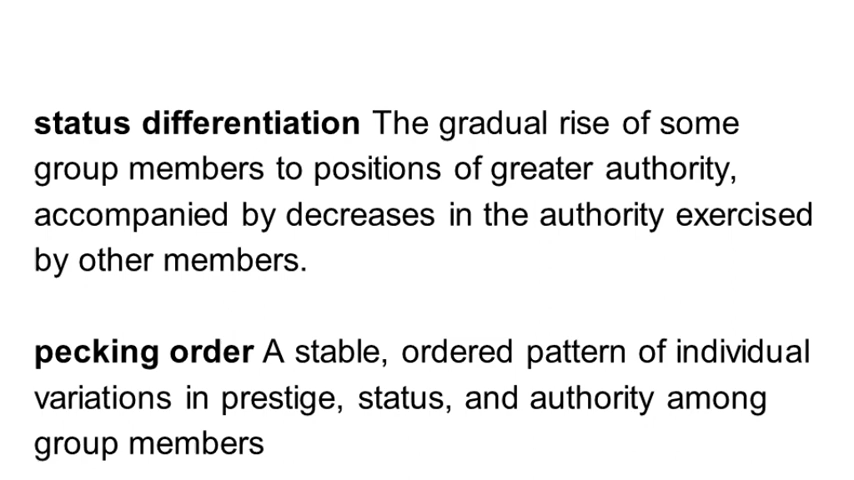 status differentiation The gradual rise of some
group members to positions of greater authority,
accompanied by decreases in the authority exercised
by other members.
pecking order A stable, ordered pattern of individual
variations in prestige, status, and authority among
group members